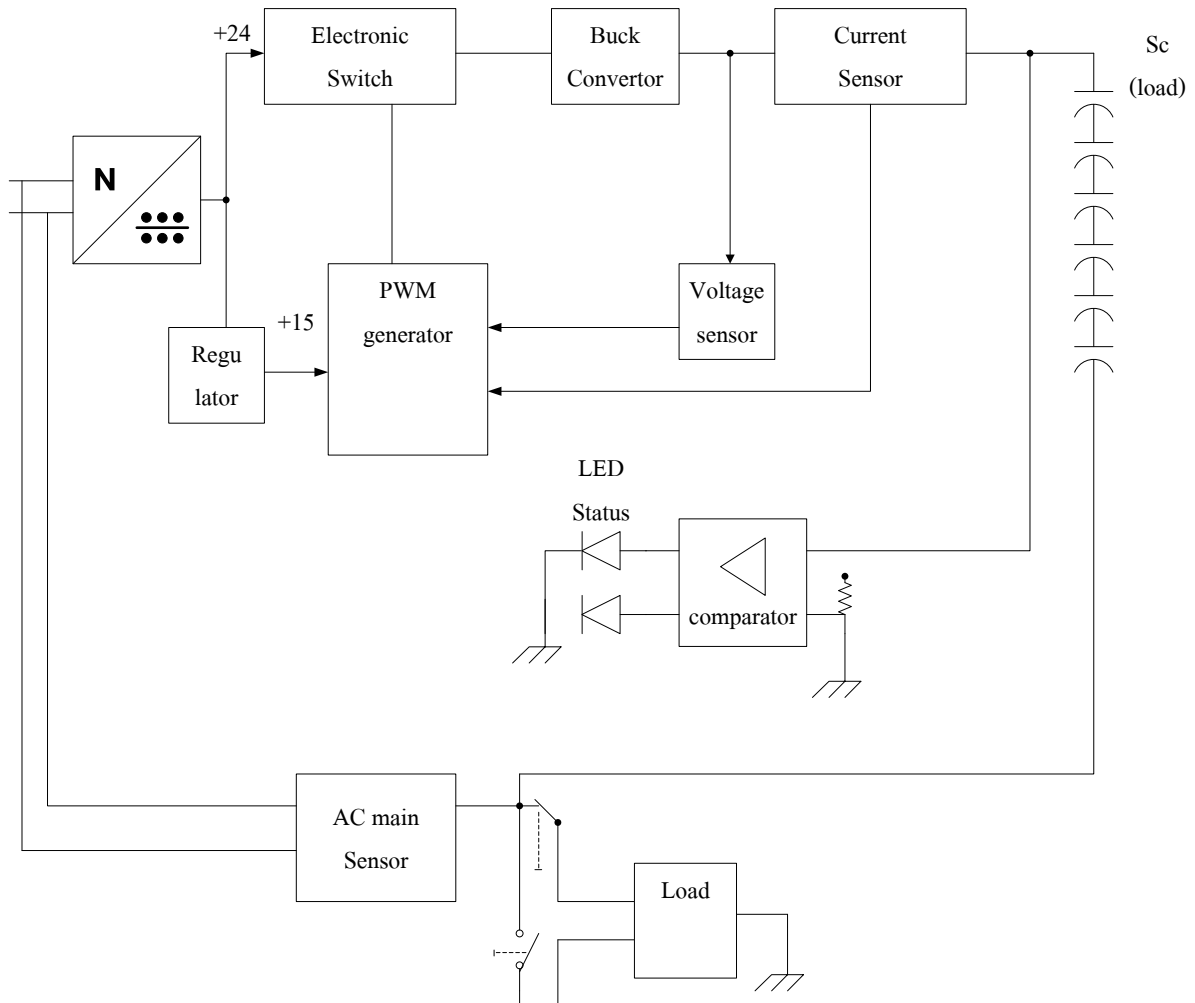 +24
Electronic
Switch
Buck
Convertor
Current
Sensor
Sc
(load)
N
Regu
lator
+15
PWM
generator
Voltage
sensor
LED
Status
comparator
AC main
Sensor
Load